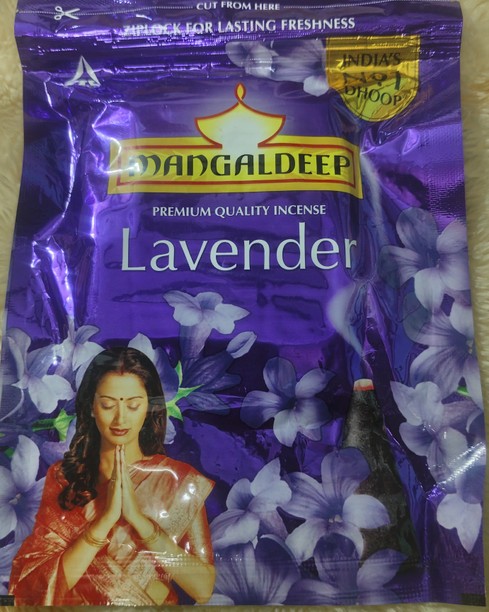 CUT FROM HERE
ZIPLOCK FOR LASTING FRESHNESS
INDIA'S
No 1
DHOOP
MANGALDEEP
PREMIUM QUALITY INCENSE
Lavender